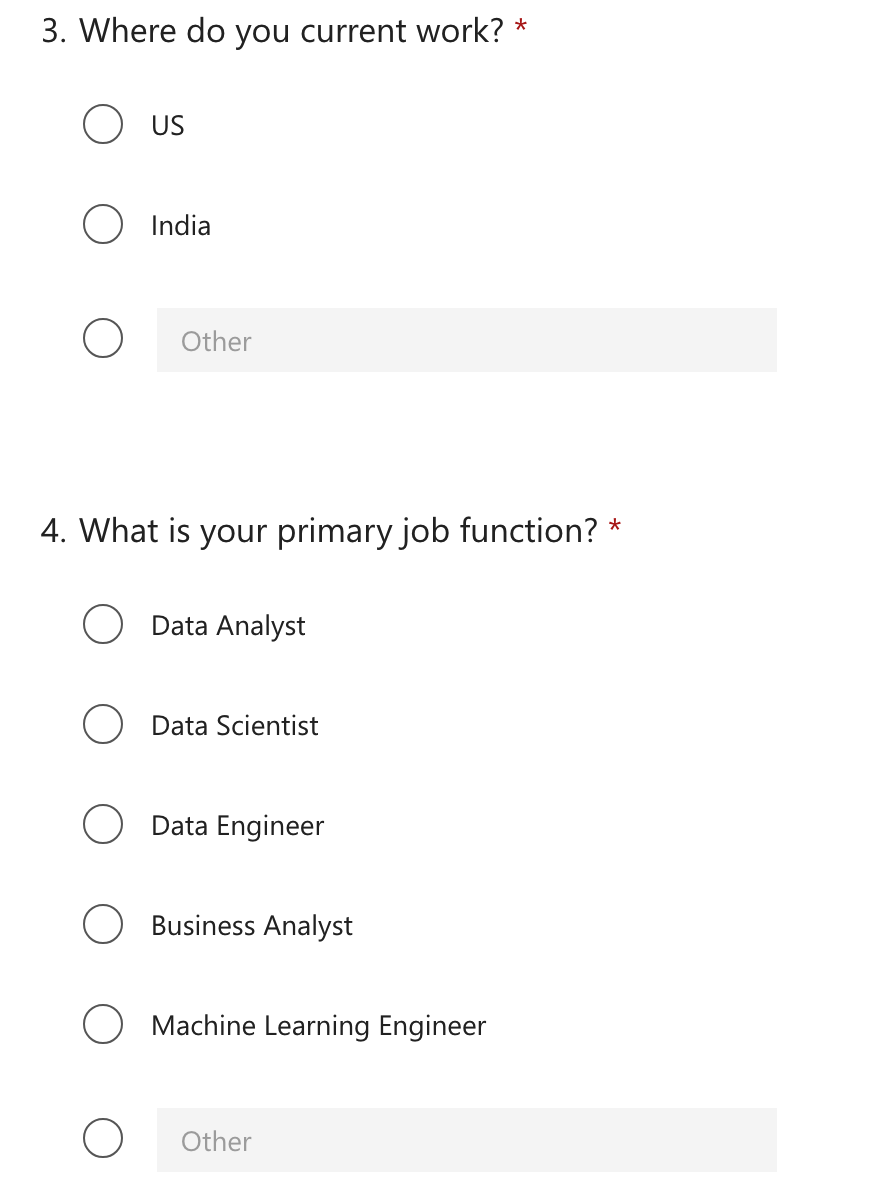 3. Where do you current work? *
US
India
Other
4. What is your primary job function? *
Data Analyst
Data Scientist
Data Engineer
Business Analyst
Machine Learning Engineer
Other